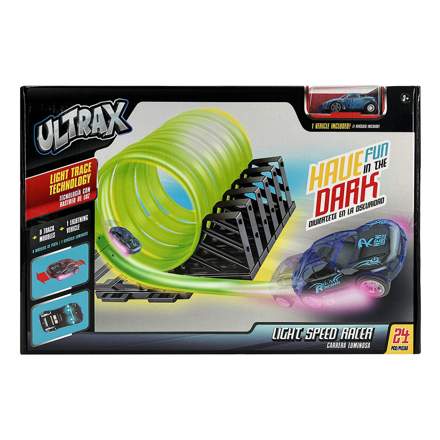 ULTRAX
1 VEHICLE INCLUDED!
3+
LIGHT TRACE
TECHNOLOGY
TECNOLOGÍA CON
RASTRO DE LUZ
HAVE FUN
IN THE
DARK
DIVIÉRTETE EN LA OSCURIDAD
LIGHT SPEED RACER
CARRERA LUMINOSA
24
PCS/PIEZAS